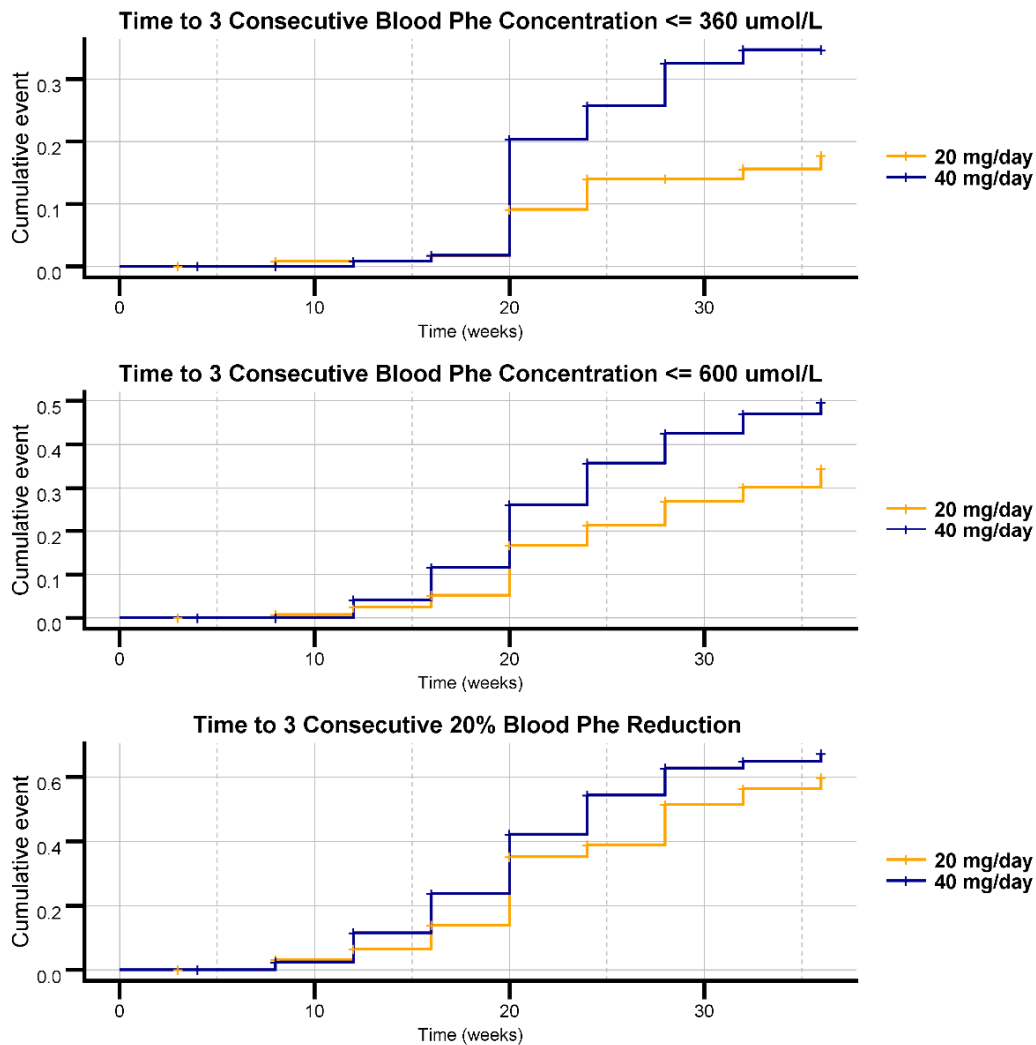 Time to 3 Consecutive Blood Phe Concentration <= 360 umol/L
Cumulative event
0.3
0.2
0.1
0.0
0 10 20 30
Time (weeks)
20 mg/day
40 mg/day
Time to 3 Consecutive Blood Phe Concentration <= 600 umol/L
Cumulative event
0.5
0.4
0.3
0.2
0.1
0.0
0 10 20 30
Time (weeks)
20 mg/day
40 mg/day
Time to 3 Consecutive 20% Blood Phe Reduction
Cumulative event
0.6
0.4
0.2
0.0
0 10 20 30
Time (weeks)
20 mg/day
40 mg/day